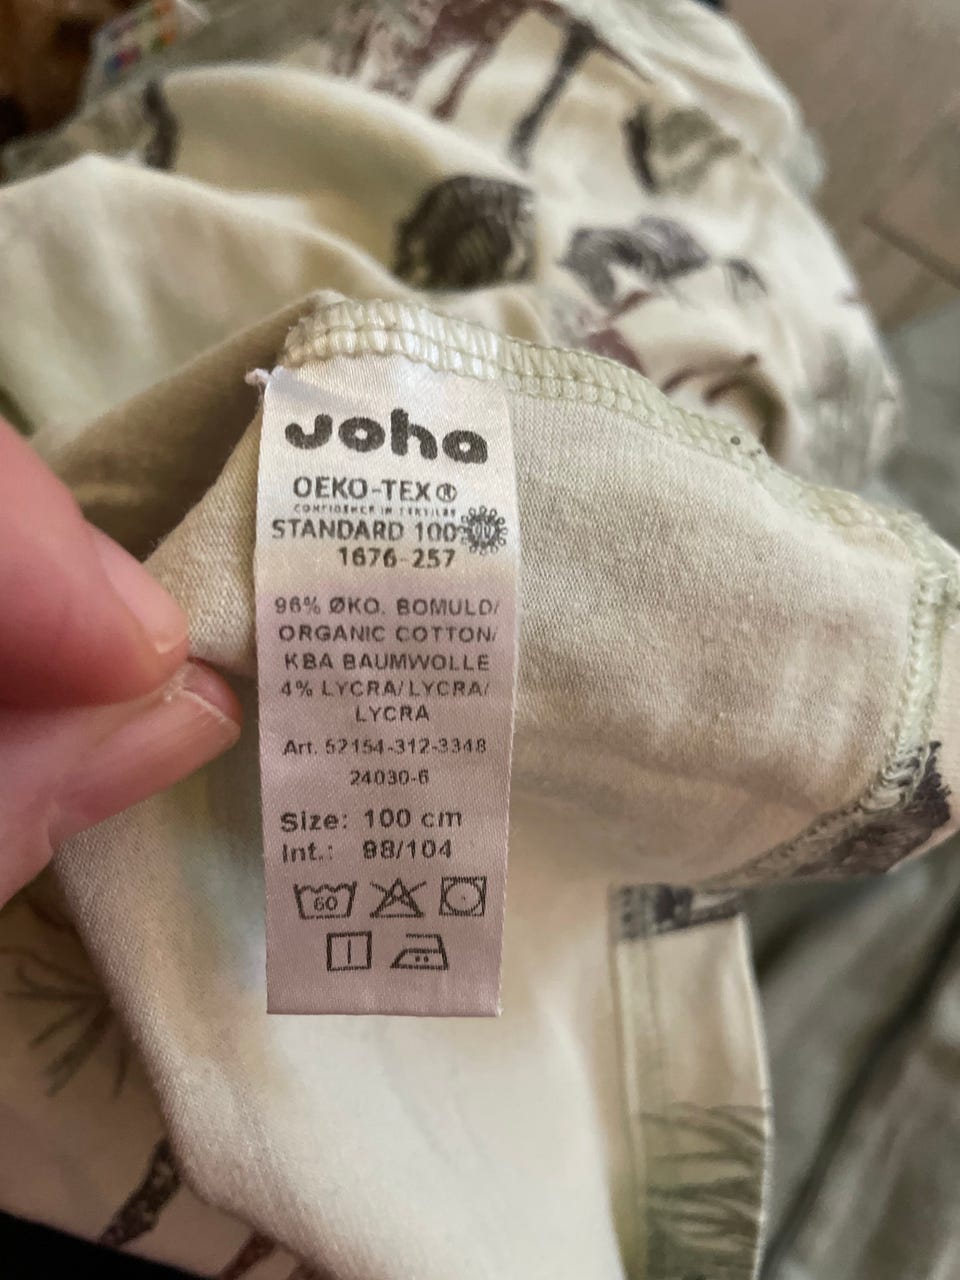 Joha
OEKO-TEX®
CONFIDENCE IN TEXTILES
STANDARD 100
1676-257
96% ØKO. BOMULD/
ORGANIC COTTON/
KBA BAUMWOLLE
4% LYCRA/LYCRA/
LYCRA
Art. 52154-312-3348
24030-6
Size: 100 cm
Int.: 98/104
60